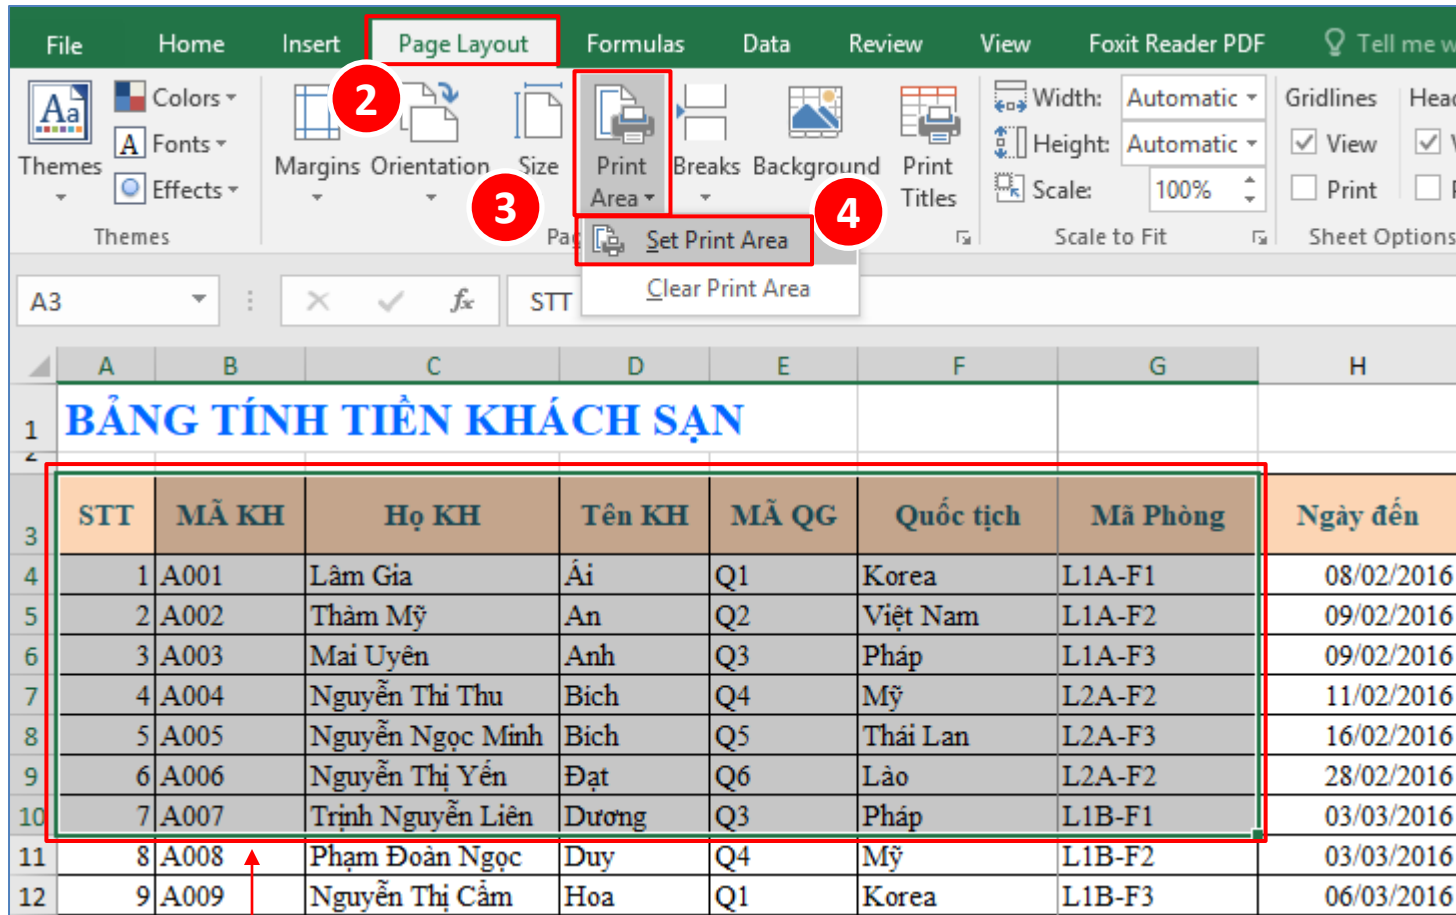 File Home Insert Page Layout Formulas Data Review View Foxit Reader PDF Tell me
Aa Colors Width: Automatic Gridlines
A Fonts Height: Automatic View
Themes Margins Orientation Size Print Area Breaks Background Print Titles
Effects Scale: 100% Print
Themes Scale to Fit Sheet Options
2
3
4
Set Print Area
Clear Print Area
A3 fx STT
A B C D E F G H
1 BẢNG TÍNH TIỀN KHÁCH SẠN
2
3 STT MÃ KH Họ KH Tên KH MÃ QG Quốc tịch Mã Phòng Ngày đến
4 1 A001 Lâm Gia Ái Q1 Korea L1A-F1 08/02/2016
5 2 A002 Thàm Mỹ An Q2 Việt Nam L1A-F2 09/02/2016
6 3 A003 Mai Uyên Anh Q3 Pháp L1A-F3 09/02/2016
7 4 A004 Nguyễn Thi Thu Bích Q4 Mỹ L2A-F2 11/02/2016
8 5 A005 Nguyễn Ngọc Minh Bích Q5 Thái Lan L2A-F3 16/02/2016
9 6 A006 Nguyễn Thị Yến Đạt Q6 Lào L2A-F2 28/02/2016
10 7 A007 Trịnh Nguyễn Liên Dương Q3 Pháp L1B-F1 03/03/2016
11 8 A008 Phạm Đoàn Ngọc Duy Q4 Mỹ L1B-F2 03/03/2016
12 9 A009 Nguyễn Thị Cẩm Hoa Q1 Korea L1B-F3 06/03/2016